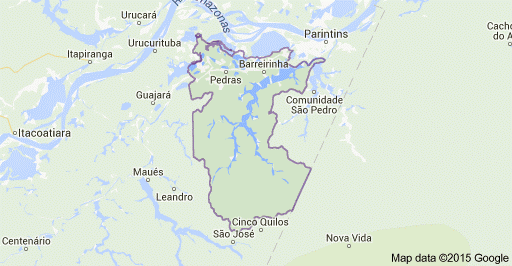 Urucará
Amazonas
Urucurituba
Parintins
Itapiranga
Barreirinha
Pedras
Guajará
Comunidade
São Pedro
Itacoatiara
Maués
Leandro
Cinco Quilos
São José
Centenário
Nova Vida
Map data ©2015 Google